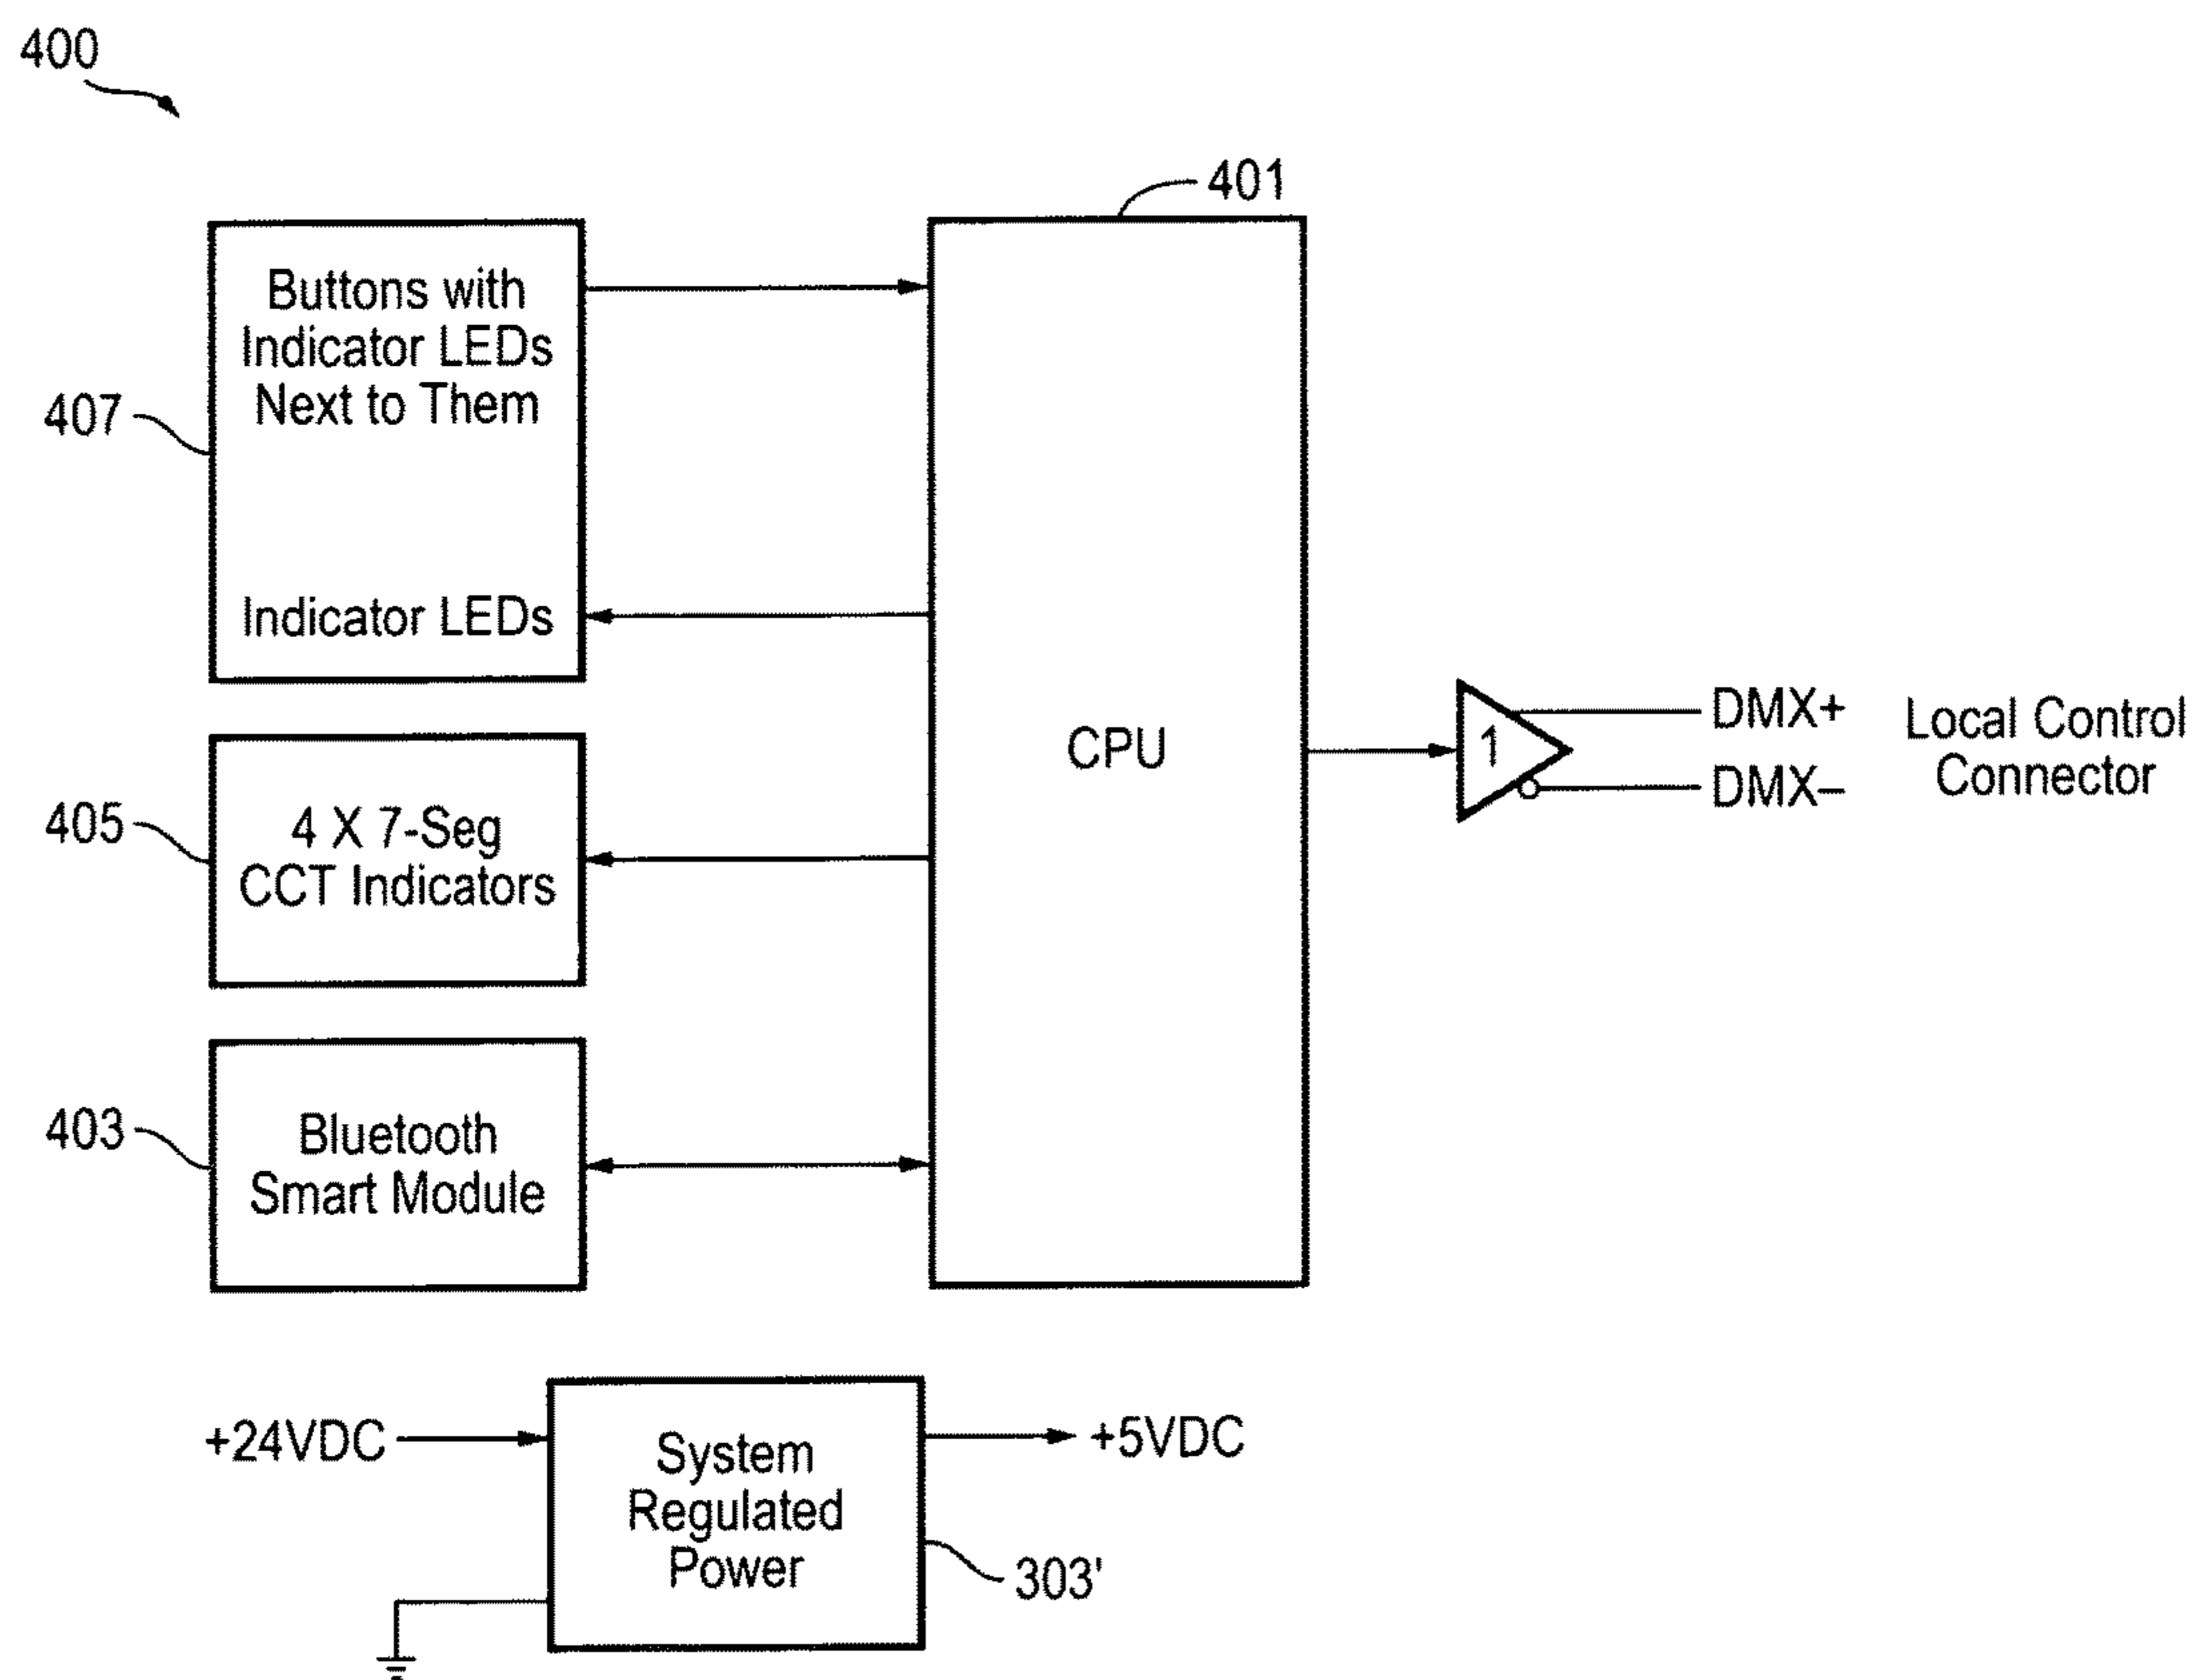 400
401
Buttons with
Indicator LEDs
Next to Them
407
Indicator LEDs
CPU
1
DMX+
DMX–
Local Control
Connector
405
4 X 7-Seg
CCT Indicators
403
Bluetooth
Smart Module
+24VDC
System
Regulated
Power
+5VDC
303'